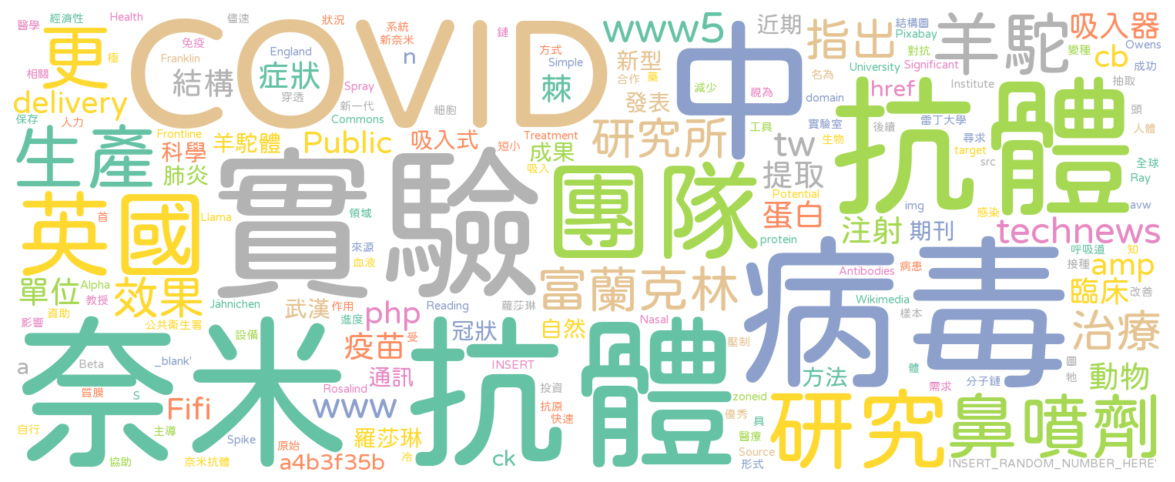 醫學
經濟性
Health
儘速
狀況
系統
新奈米
鏈
www5
近期
指出
結構圖
Pixabay
羊駝
吸入器
更
COVID
中
免疫
England
n
方式
Simple
新型
對抗
變種
Owens
cb
成功
相關
極
Franklin
結構
症狀
穿透
Spray
棘
合作
藥
減少
視為
名為
University
Significant
抽取
delivery
新一代
Commons
細胞
發表
domain
href
Institute
抗體
頭
保存
人力
Frontline
羊駝體
Public
吸入式
短小
Treatment
成果
吸入
研究所
工具
實驗室
生物
後續
雷丁大學
尋求
target
src
人體
生產
科學
肺炎
實驗
團隊
tw
提取
Potential
全球
Ray
英國
首
Llama
領域
蛋白
img
感染
avw
注射
期刊
technews
來源
血液
protein
病毒
呼吸道
知
單位
Alpha
教授
效果
Jähnichen
武漢
作用
Reading
蘿莎琳
富蘭克林
Antibodies
病患
接種
amp
改善
影響
資助
公共衛生署
設備
進度
受
php
冠狀
自然
Nasal
Wikimedia
樣本
臨床
治療
奈米抗體
疫苗
INSERT
壓制
圖
牠
a
Beta
_blank'
Rosalind
通訊
投資
方法
體
分子鏈
動物
質膜
s
Fifi
www
抗原
快速
zoneid
優秀
具
需求
研究
鼻噴劑
自行
主導
Spike
原始
羅莎琳
醫療
Source
協助
奈米抗體
a4b3f35b
冷
ck
形式
INSERT_RANDOM_NUMBER_HERE'